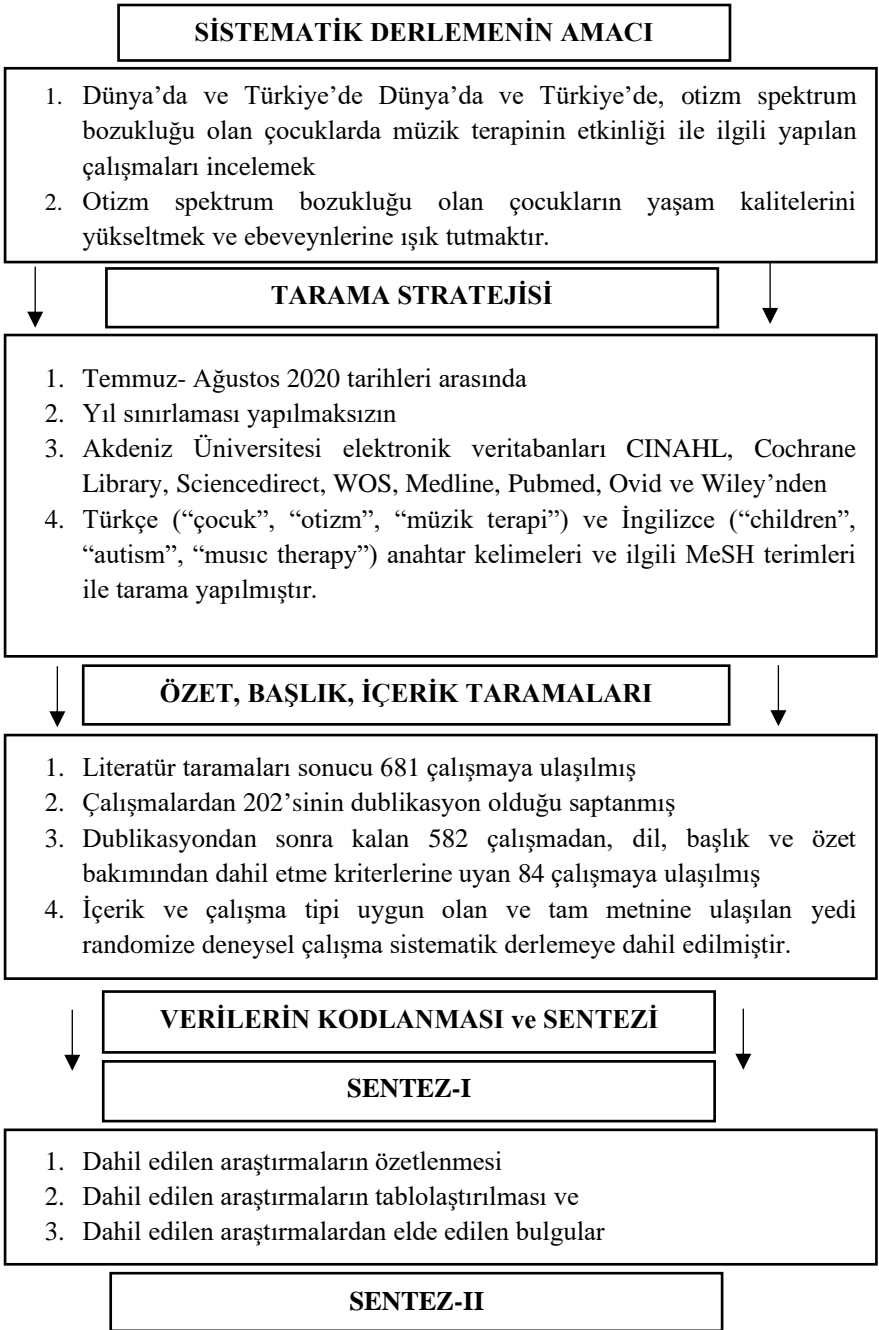 SİSTEMATİK DERLEMENİN AMACI
1. Dünya’da ve Türkiye’de Dünya’da ve Türkiye’de, otizm spektrum
bozukluğu olan çocuklarda müzik terapinin etkinliği ile ilgili yapılan
çalışmaları incelemek
2. Otizm spektrum bozukluğu olan çocukların yaşam kalitelerini
yükseltmek ve ebeveynlerine ışık tutmaktır.
TARAMA STRATEJİSİ
1. Temmuz- Ağustos 2020 tarihleri arasında
2. Yıl sınırlaması yapılmaksızın
3. Akdeniz Üniversitesi elektronik veritabanları CINAHL, Cochrane
Library, Sciencedirect, WOS, Medline, Pubmed, Ovid ve Wiley’nden
4. Türkçe (“çocuk”, “otizm”, “müzik terapi”) ve İngilizce (“children”,
“autism”, “musıc therapy”) anahtar kelimeleri ve ilgili MeSH terimleri
ile tarama yapılmıştır.
ÖZET, BAŞLIK, İÇERİK TARAMALARI
1. Literatür taramaları sonucu 681 çalışmaya ulaşılmış
2. Çalışmalardan 202’sinin dublikasyon olduğu saptanmış
3. Dublikasyondan sonra kalan 582 çalışmadan, dil, başlık ve özet
bakımından dahil etme kriterlerine uyan 84 çalışmaya ulaşılmış
4. İçerik ve çalışma tipi uygun olan ve tam metnine ulaşılan yedi
randomize deneysel çalışma sistematik derlemeye dahil edilmiştir.
VERİLERİN KODLANMASI ve SENTEZİ
SENTEZ-I
1. Dahil edilen araştırmaların özetlenmesi
2. Dahil edilen araştırmaların tablolaştırılması ve
3. Dahil edilen araştırmalardan elde edilen bulgular
SENTEZ-II